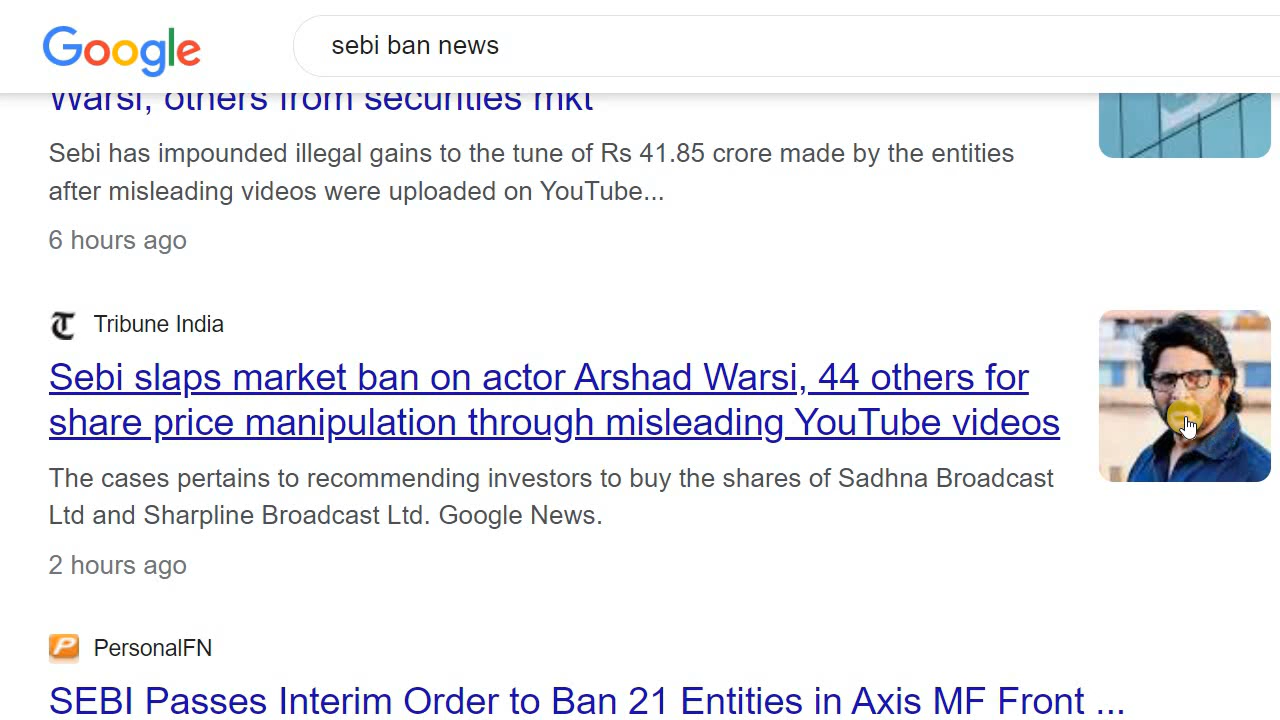 Google
sebi ban news
Warsi, others from securities mkt
Sebi has impounded illegal gains to the tune of Rs 41.85 crore made by the entities
after misleading videos were uploaded on YouTube...
6 hours ago
Tribune India
Sebi slaps market ban on actor Arshad Warsi, 44 others for
share price manipulation through misleading YouTube videos
The cases pertains to recommending investors to buy the shares of Sadhna Broadcast
Ltd and Sharpline Broadcast Ltd. Google News.
2 hours ago
PersonalFN
SEBI Passes Interim Order to Ban 21 Entities in Axis MF Front ...